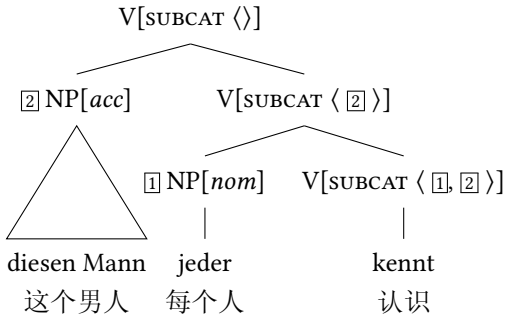 V[SUBCAT ⟨⟩]
[2] NP[acc] V[SUBCAT ⟨ [2] ⟩]
[1] NP[nom] V[SUBCAT ⟨ [1], [2] ⟩]
diesen Mann jeder kennt
这个男人 每个人 认识